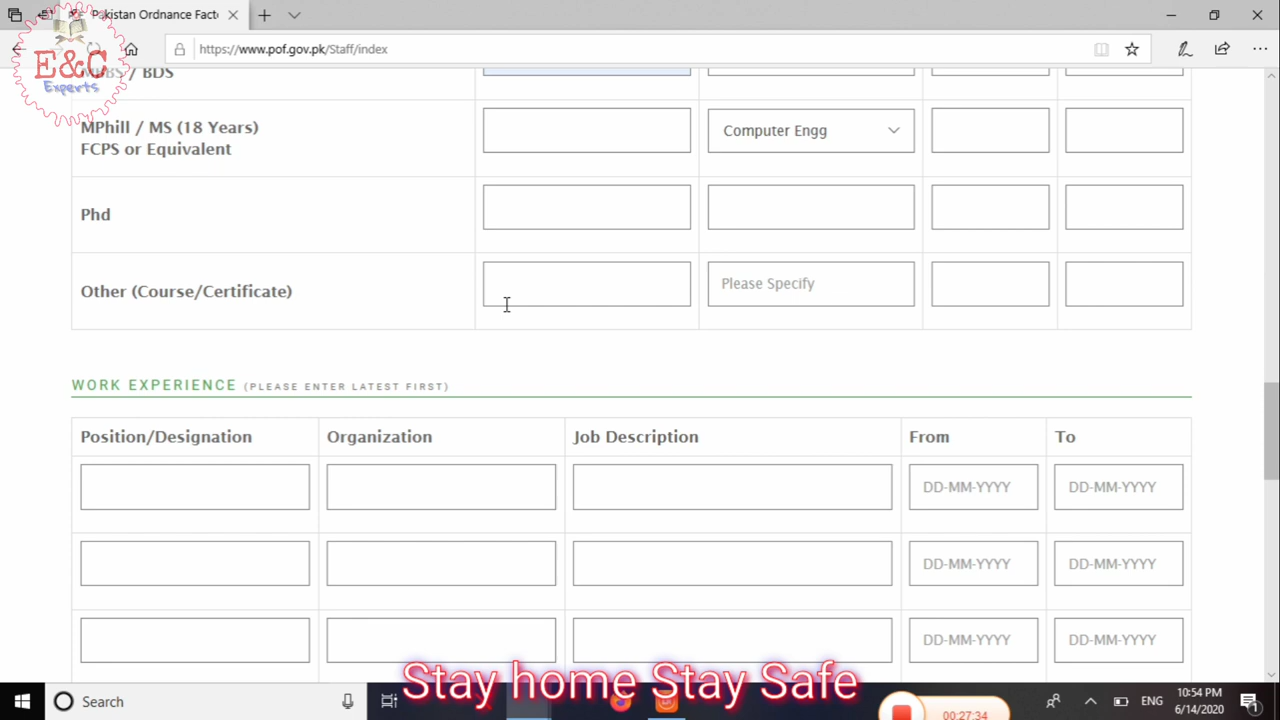 Pakistan Ordnance Facto
https://www.pof.gov.pk/Staff/index
E&C
Experts
MBBS / BDS
MPhill / MS (18 Years)
FCPS or Equivalent
Computer Engg
Phd
Other (Course/Certificate)
Please Specify
WORK EXPERIENCE (PLEASE ENTER LATEST FIRST)
Position/Designation Organization Job Description From To
DD-MM-YYYY DD-MM-YYYY
DD-MM-YYYY DD-MM-YYYY
DD-MM-YYYY DD-MM-YYYY
Stay home Stay Safe
Search
00:27:34
ENG
10:54 PM
6/14/2020
1